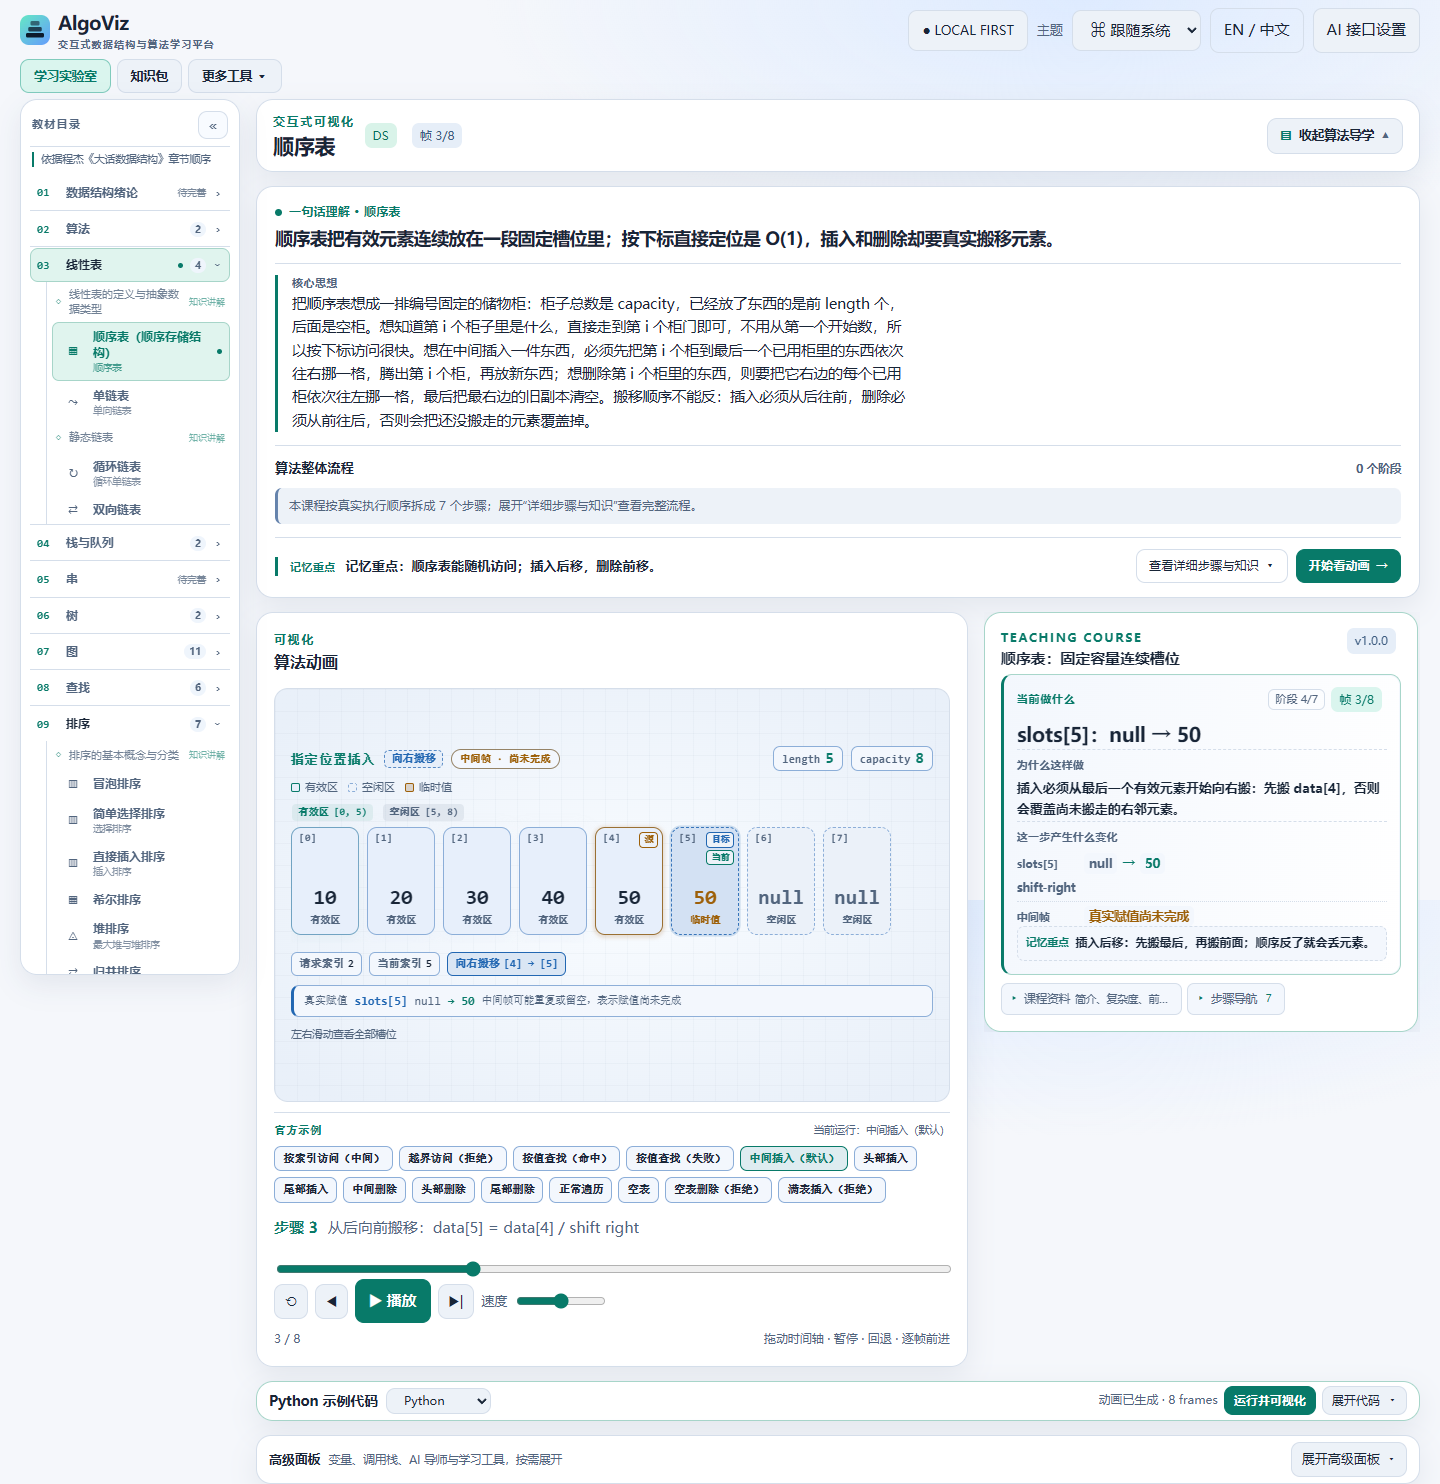 AlgoViz
交互式数据结构与算法学习平台
● LOCAL FIRST
主题
⌘ 跟随系统
EN / 中文
AI 接口设置
学习实验室
知识包
更多工具
教材目录
«
依据程杰《大话数据结构》章节顺序
01 数据结构绪论 待完善 ›
02 算法 2 ›
03 线性表 4
线性表的定义与抽象数据类型 知识讲解
顺序表（顺序存储结构）
顺序表
单链表
单向链表
静态链表 知识讲解
循环链表
循环单链表
双向链表
04 栈与队列 2 ›
05 串 待完善 ›
06 树 2 ›
07 图 11 ›
08 查找 6 ›
09 排序 7
排序的基本概念与分类 知识讲解
冒泡排序
简单选择排序
选择排序
直接插入排序
插入排序
希尔排序
堆排序
最大堆与堆排序
归并排序
交互式可视化
顺序表
DS
帧 3/8
收起算法导学 ▲
一句话理解 • 顺序表
顺序表把有效元素连续放在一段固定槽位里；按下标直接定位是 O(1)，插入和删除却要真实搬移元素。
核心思想
把顺序表想成一排编号固定的储物柜：柜子总数是 capacity，已经放了东西的是前 length 个，
后面是空柜。想知道第 i 个柜子里是什么，直接走到第 i 个柜门即可，不用从第一个开始数，所
以按下标访问很快。想在中间插入一件东西，必须先把第 i 个柜到最后一个已用柜里的东西依次
往右挪一格，腾出第 i 个柜，再放新东西；想删除第 i 个柜里的东西，则要把它右边的每个已用
柜依次往左挪一格，最后把最右边的旧副本清空。搬移顺序不能反：插入必须从后往前，删除必
须从前往后，否则会把还没搬走的元素覆盖掉。
算法整体流程
0 个阶段
本课程按真实执行顺序拆成 7 个步骤；展开“详细步骤与知识”查看完整流程。
记忆重点 记忆重点：顺序表能随机访问；插入后移，删除前移。
查看详细步骤与知识
开始看动画 →
可视化
算法动画
指定位置插入 向右搬移 中间帧 · 尚未完成
length 5
capacity 8
有效区 空闲区 临时值
有效区 [0, 5) 空闲区 [5, 8)
[0] 10 有效区
[1] 20 有效区
[2] 30 有效区
[3] 40 有效区
[4] 源 50 有效区
[5] 目标 当前 50 临时值
[6] null 空闲区
[7] null 空闲区
请求索引 2 当前索引 5 向右搬移 [4] → [5]
真实赋值 slots[5] null → 50 中间帧可能重复或留空，表示赋值尚未完成
左右滑动查看全部槽位
官方示例
当前运行：中间插入（默认）
按索引访问（中间） 越界访问（拒绝） 按值查找（命中） 按值查找（失败） 中间插入（默认） 头部插入
尾部插入 中间删除 头部删除 尾部删除 正常遍历 空表 空表删除（拒绝） 满表插入（拒绝）
步骤 3 从后向前搬移：data[5] = data[4] / shift right
▶ 播放
速度
3 / 8
拖动时间轴 · 暂停 · 回退 · 逐帧前进
TEACHING COURSE
v1.0.0
顺序表：固定容量连续槽位
当前做什么
阶段 4/7
帧 3/8
slots[5]：null → 50
为什么这样做
插入必须从最后一个有效元素开始向右搬：先搬 data[4]，否则
会覆盖尚未搬走的右邻元素。
这一步产生什么变化
slots[5] null → 50
shift-right
中间帧 真实赋值尚未完成
记忆重点 插入后移：先搬最后，再搬前面；顺序反了就会丢元素。
课程资料 简介、复杂度、前…
步骤导航 7
Python 示例代码
Python
动画已生成 · 8 frames
运行并可视化
展开代码
高级面板 变量、调用栈、AI 导师与学习工具，按需展开
展开高级面板